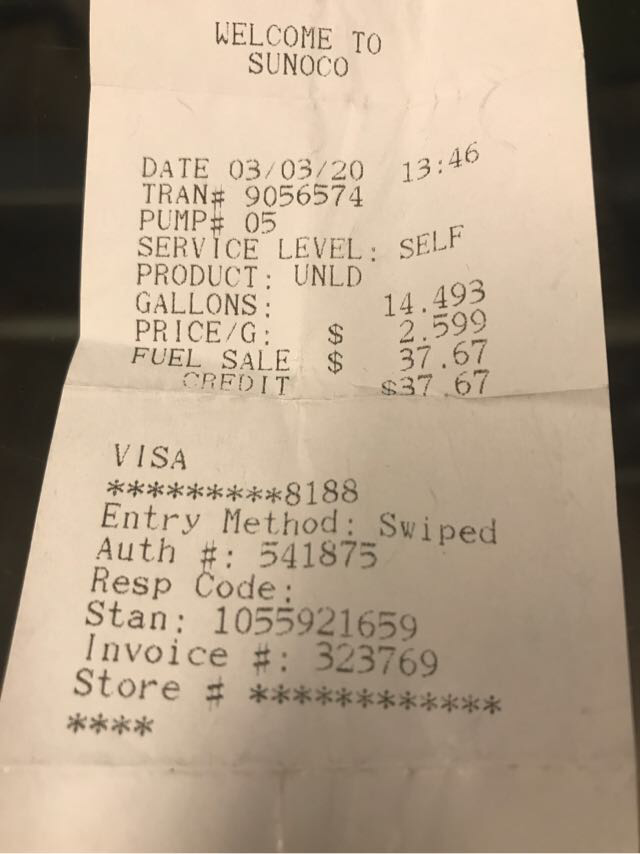 WELCOME TO
SUNOCO
DATE 03/03/20 13:46
TRAN# 9056574
PUMP# 05
SERVICE LEVEL: SELF
PRODUCT: UNLD
GALLONS: 14.493
PRICE/G: $ 2.599
FUEL SALE $ 37.67
CREDIT $37.67
VISA
*********8188
Entry Method: Swiped
Auth #: 541875
Resp Code:
Stan: 1055921659
Invoice #: 323769
Store # ************
****